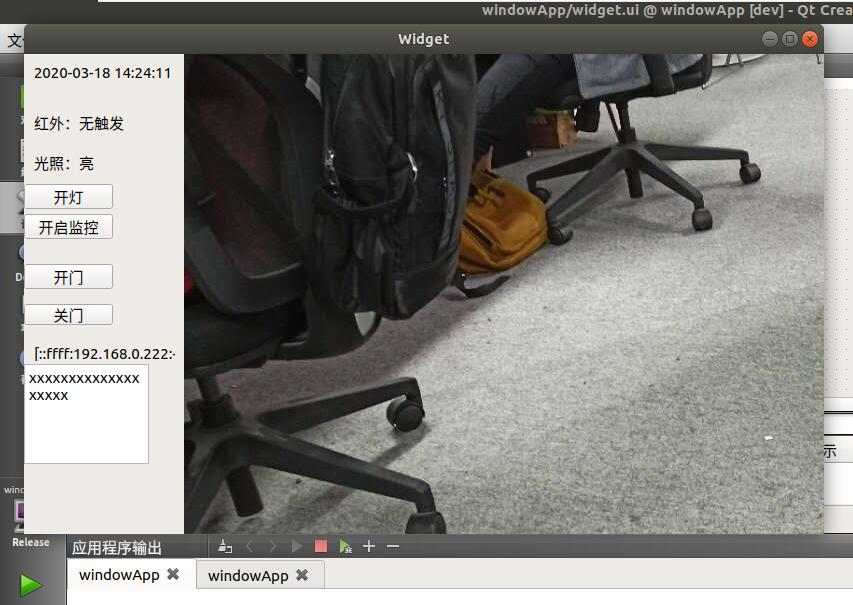 windowApp/widget.ui @ windowApp [dev] - Qt Crea
Widget
2020-03-18 14:24:11
红外：无触发
光照：亮
开灯
开启监控
开门
关门
[::ffff:192.168.0.222:
xxxxxxxxxxxxxx
xxxxx
示
Release
应用程序输出
windowApp
windowApp